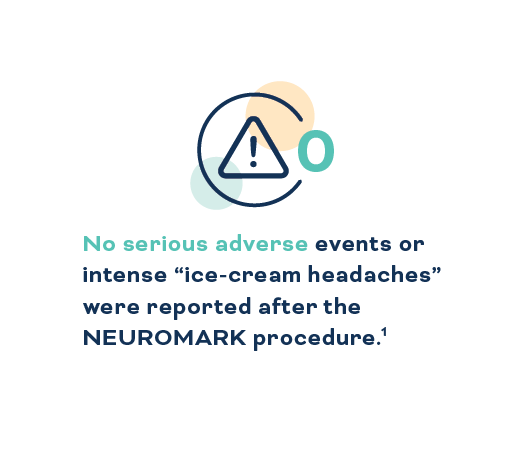 0
No serious adverse events or
intense “ice-cream headaches”
were reported after the
NEUROMARK procedure.¹